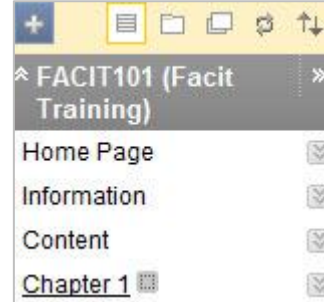 FACIT101 (Facit
Training)
Home Page
Information
Content
Chapter 1